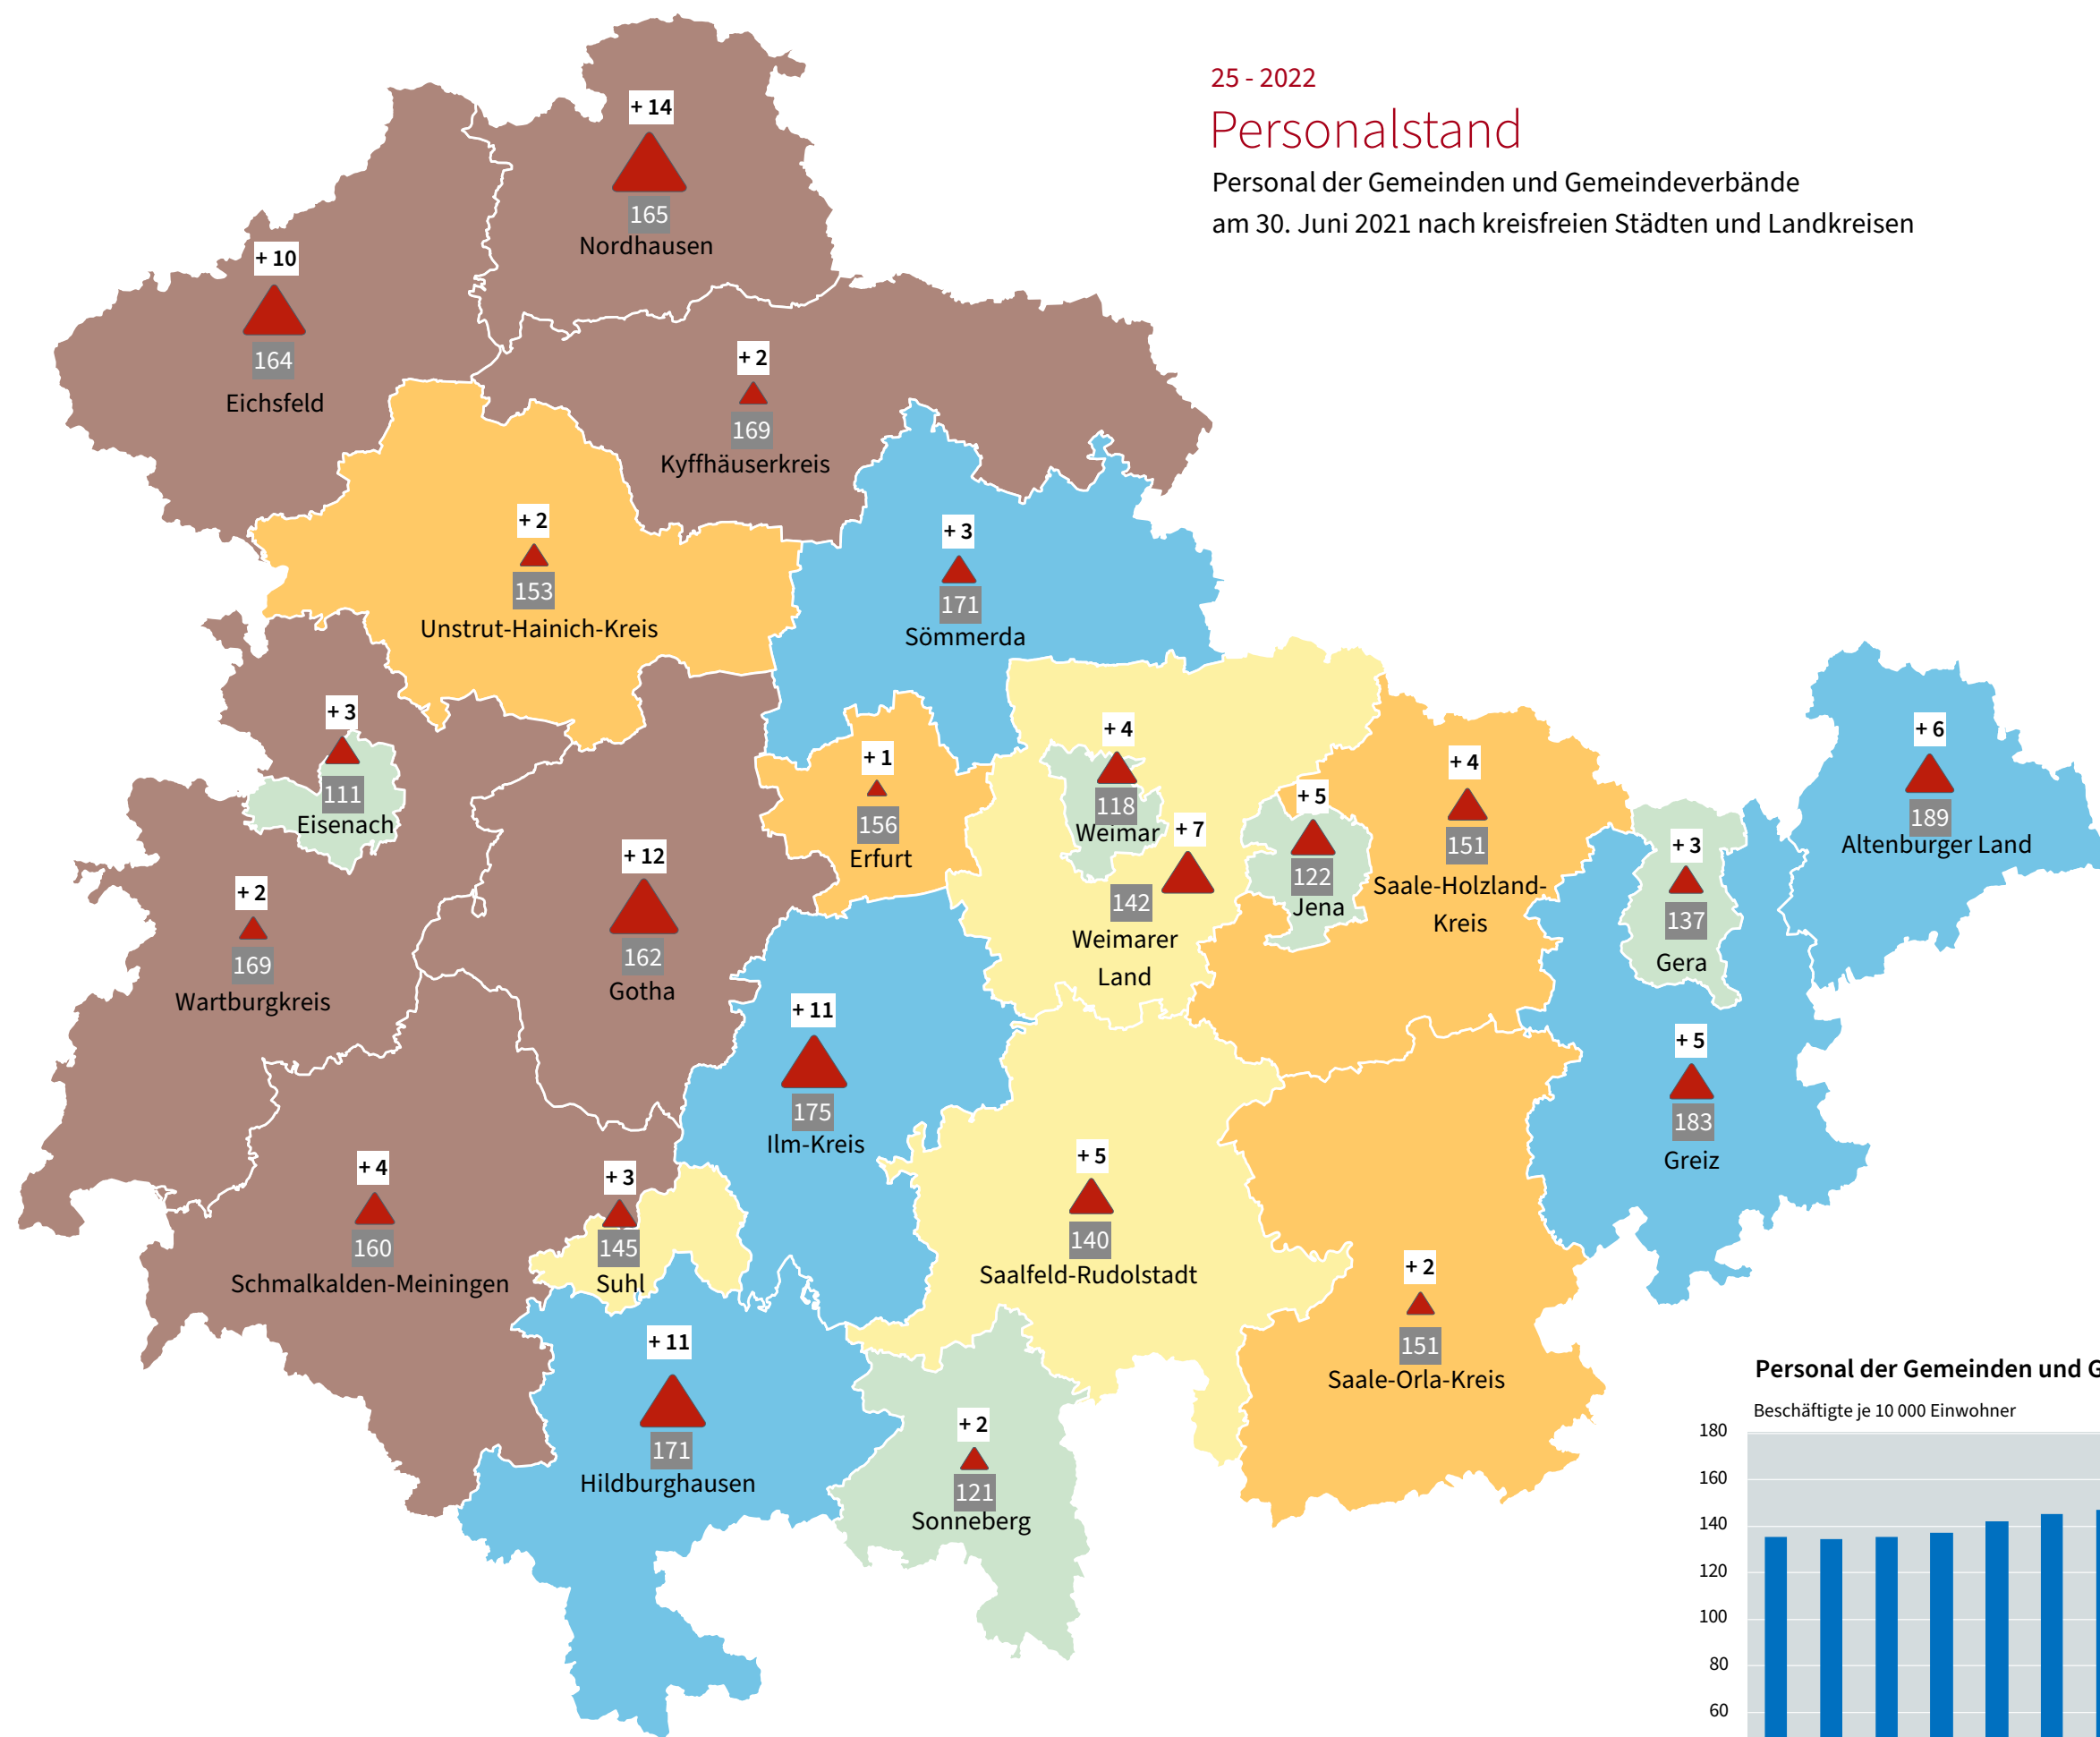 25 - 2022
Personalstand
Personal der Gemeinden und Gemeindeverbände
am 30. Juni 2021 nach kreisfreien Städten und Landkreisen
+ 14
165
Nordhausen
+ 10
164
Eichsfeld
+ 2
169
Kyffhäuserkreis
+ 2
153
Unstrut-Hainich-Kreis
+ 3
171
Sömmerda
+ 3
111
Eisenach
+ 1
156
Erfurt
+ 4
118
Weimar
+ 7
142
Weimarer
Land
+ 5
122
Jena
+ 4
151
Saale-Holzland-
Kreis
+ 3
137
Gera
+ 6
189
Altenburger Land
+ 2
169
Wartburgkreis
+ 12
162
Gotha
+ 11
175
Ilm-Kreis
+ 5
183
Greiz
+ 4
160
Schmalkalden-Meiningen
+ 3
145
Suhl
+ 5
140
Saalfeld-Rudolstadt
+ 2
151
Saale-Orla-Kreis
+ 11
171
Hildburghausen
+ 2
121
Sonneberg
Personal der Gemeinden und G
Beschäftigte je 10 000 Einwohner
180
160
140
120
100
80
60